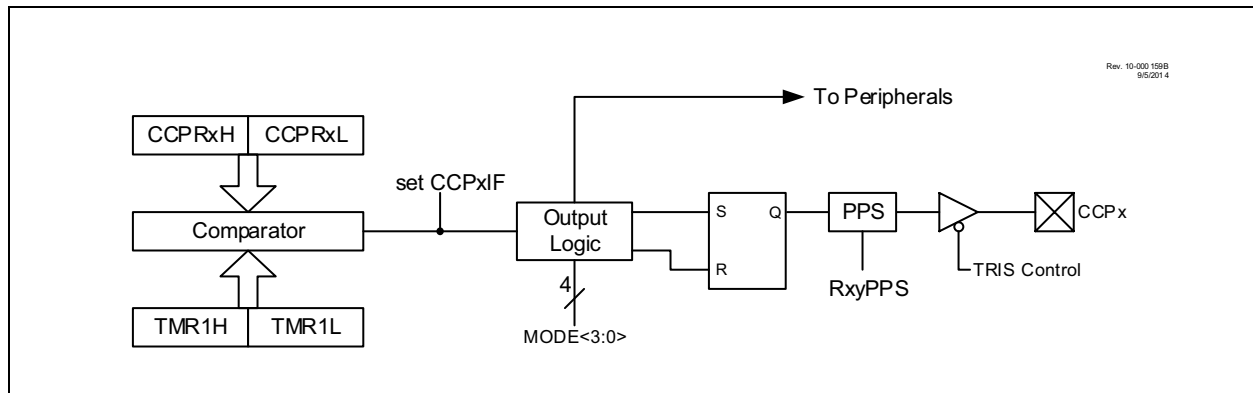 Rev. 10-000 159B
9/5/2014
To Peripherals
CCPRxH CCPRxL
set CCPxIF
Comparator
Output
Logic
S Q
R
PPS
CCPx
TRIS Control
RxyPPS
4
MODE<3:0>
TMR1H TMR1L